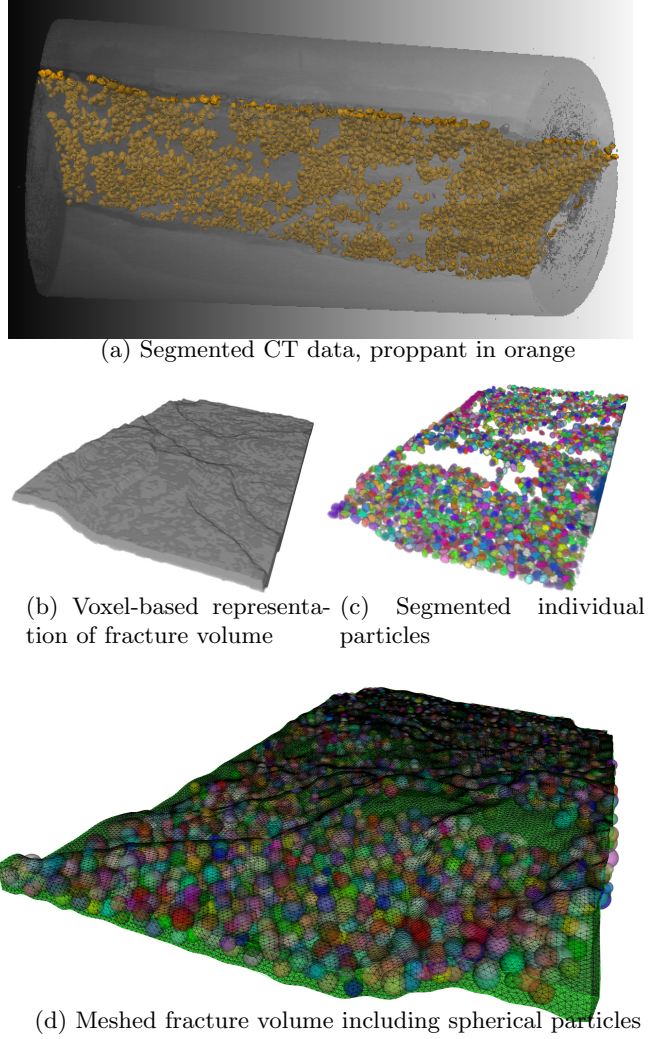 (a) Segmented CT data, proppant in orange
(b) Voxel-based representa-
tion of fracture volume
(c) Segmented individual
particles
(d) Meshed fracture volume including spherical particles